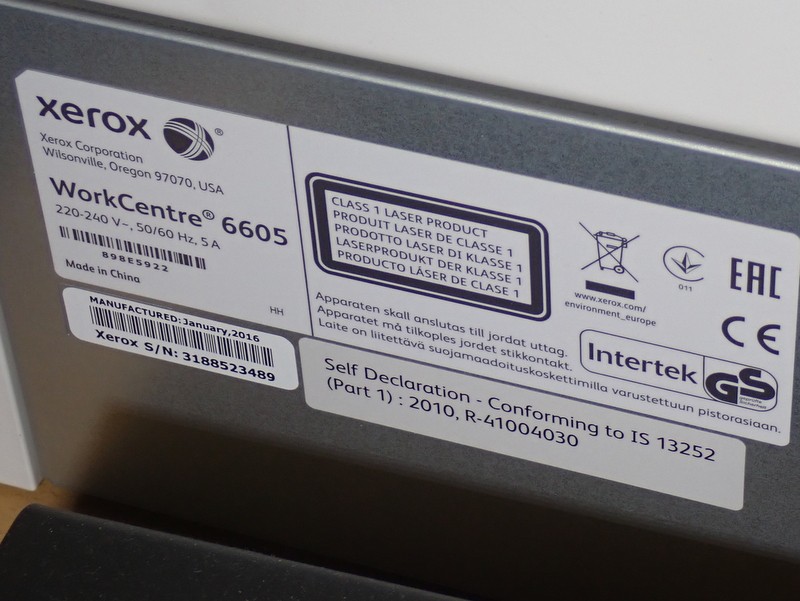 xerox ®
Xerox Corporation
Wilsonville, Oregon 97070, USA
WorkCentre® 6605
220-240 V~, 50/60 Hz, 5 A
898E5922
Made in China
HH
MANUFACTURED: January, 2016
Xerox S/N: 3188523489
CLASS 1 LASER PRODUCT
PRODUIT LASER DE CLASSE 1
PRODOTTO LASER DI KLASSE 1
LASERPRODUKT DER KLASSE 1
PRODUCTO LÁSER DE CLASE 1
www.xerox.com/
environment_europe
011
EAC
CE
Apparaten skall anslutas till jordat uttag.
Apparatet må tilkoples jordet stikkontakt.
Laite on liitettävä suojamaadoituskoskettimilla varustettuun pistorasiaan.
Intertek
GS
geprüfte
Sicherheit
Self Declaration - Conforming to IS 13252
(Part 1) : 2010, R-41004030